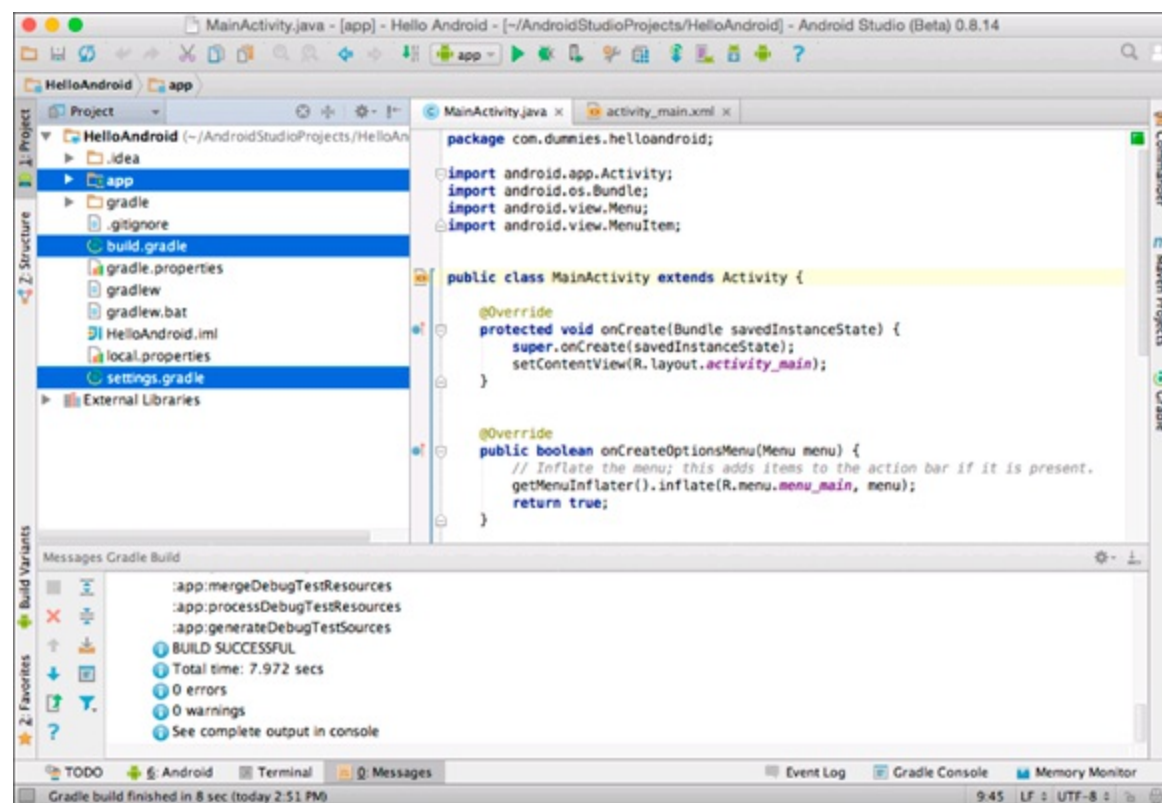 MainActivity.java - [app] - Hello Android - [~/AndroidStudioProjects/HelloAndroid] - Android Studio (Beta) 0.8.14
app
HelloAndroid app
1: Project
Z: Structure
Build Variants
2: Favorites
Project
HelloAndroid (~/AndroidStudioProjects/HelloAn
.idea
app
gradle
.gitignore
build.gradle
gradle.properties
gradlew
gradlew.bat
HelloAndroid.iml
local.properties
settings.gradle
External Libraries
MainActivity.java activity_main.xml
package com.dummies.helloandroid;
import android.app.Activity;
import android.os.Bundle;
import android.view.Menu;
import android.view.MenuItem;
public class MainActivity extends Activity {
@Override
protected void onCreate(Bundle savedInstanceState) {
super.onCreate(savedInstanceState);
setContentView(R.layout.activity_main);
}
@Override
public boolean onCreateOptionsMenu(Menu menu) {
// Inflate the menu; this adds items to the action bar if it is present.
getMenuInflater().inflate(R.menu.menu_main, menu);
return true;
}
Commander
Maven Projects
Gradle
Messages Gradle Build
:app:mergeDebugTestResources
:app:processDebugTestResources
:app:generateDebugTestSources
BUILD SUCCESSFUL
Total time: 7.972 secs
0 errors
0 warnings
See complete output in console
TODO 6: Android Terminal 0: Messages Event Log Gradle Console Memory Monitor
Gradle build finished in 8 sec (today 2:51 PM) 9:45 LF UTF-8